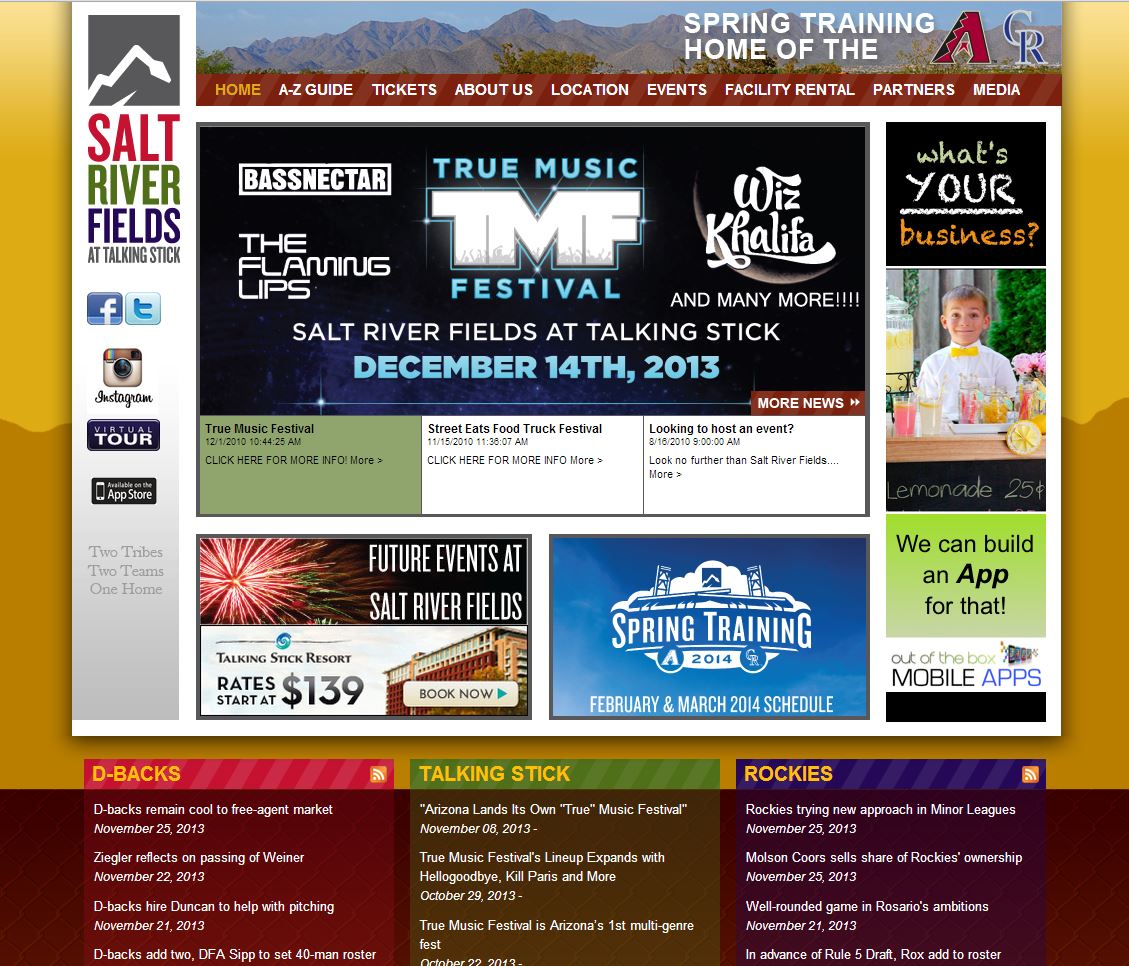 SPRING TRAINING
HOME OF THE
A
CR
HOME A-Z GUIDE TICKETS ABOUT US LOCATION EVENTS FACILITY RENTAL PARTNERS MEDIA
SALT
RIVER
FIELDS
AT TALKING STICK
f t
Instagram
VIRTUAL
TOUR
Available on the
App Store
Two Tribes
Two Teams
One Home
BASSNECTAR
THE
FLAMING
LIPS
TRUE MUSIC
TMF
FESTIVAL
Wiz
Khalifa
AND MANY MORE!!!!
SALT RIVER FIELDS AT TALKING STICK
DECEMBER 14TH, 2013
MORE NEWS
True Music Festival
12/1/2010 10:44:25 AM
CLICK HERE FOR MORE INFO! More >
Street Eats Food Truck Festival
11/15/2010 11:36:07 AM
CLICK HERE FOR MORE INFO More >
Looking to host an event?
8/16/2010 9:00:00 AM
Look no further than Salt River Fields....
More >
FUTURE EVENTS AT
SALT RIVER FIELDS
TALKING STICK RESORT
RATES
START AT $139
BOOK NOW
SPRING TRAINING
A 2014 CR
FEBRUARY & MARCH 2014 SCHEDULE
what's
YOUR
business?
Lemonade 25¢
We can build
an App
for that!
out of the box
MOBILE APPS
D-BACKS
D-backs remain cool to free-agent market
November 25, 2013
Ziegler reflects on passing of Weiner
November 22, 2013
D-backs hire Duncan to help with pitching
November 21, 2013
D-backs add two, DFA Sipp to set 40-man roster
TALKING STICK
"Arizona Lands Its Own "True" Music Festival"
November 08, 2013 -
True Music Festival's Lineup Expands with
Hellogoodbye, Kill Paris and More
October 29, 2013 -
True Music Festival is Arizona's 1st multi-genre
fest
October 22, 2013 -
ROCKIES
Rockies trying new approach in Minor Leagues
November 25, 2013
Molson Coors sells share of Rockies' ownership
November 25, 2013
Well-rounded game in Rosario's ambitions
November 21, 2013
In advance of Rule 5 Draft, Rox add to roster